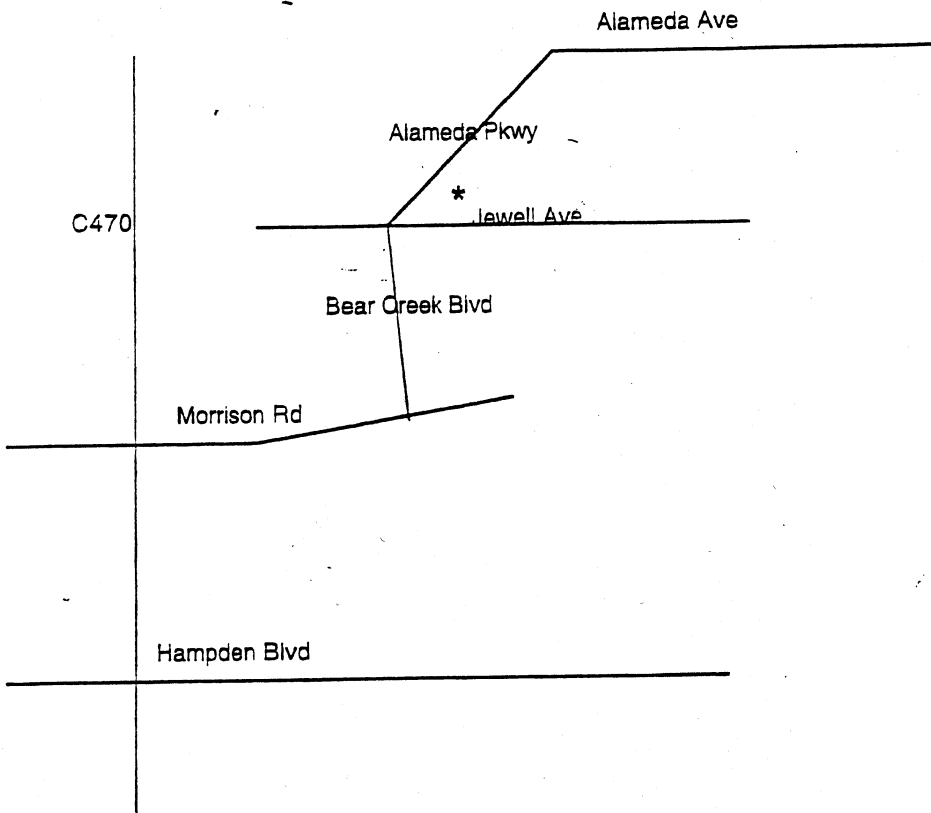 Alameda Ave
Alameda Pkwy
*
Jewell Ave
C470
Bear Creek Blvd
Morrison Rd
Hampden Blvd